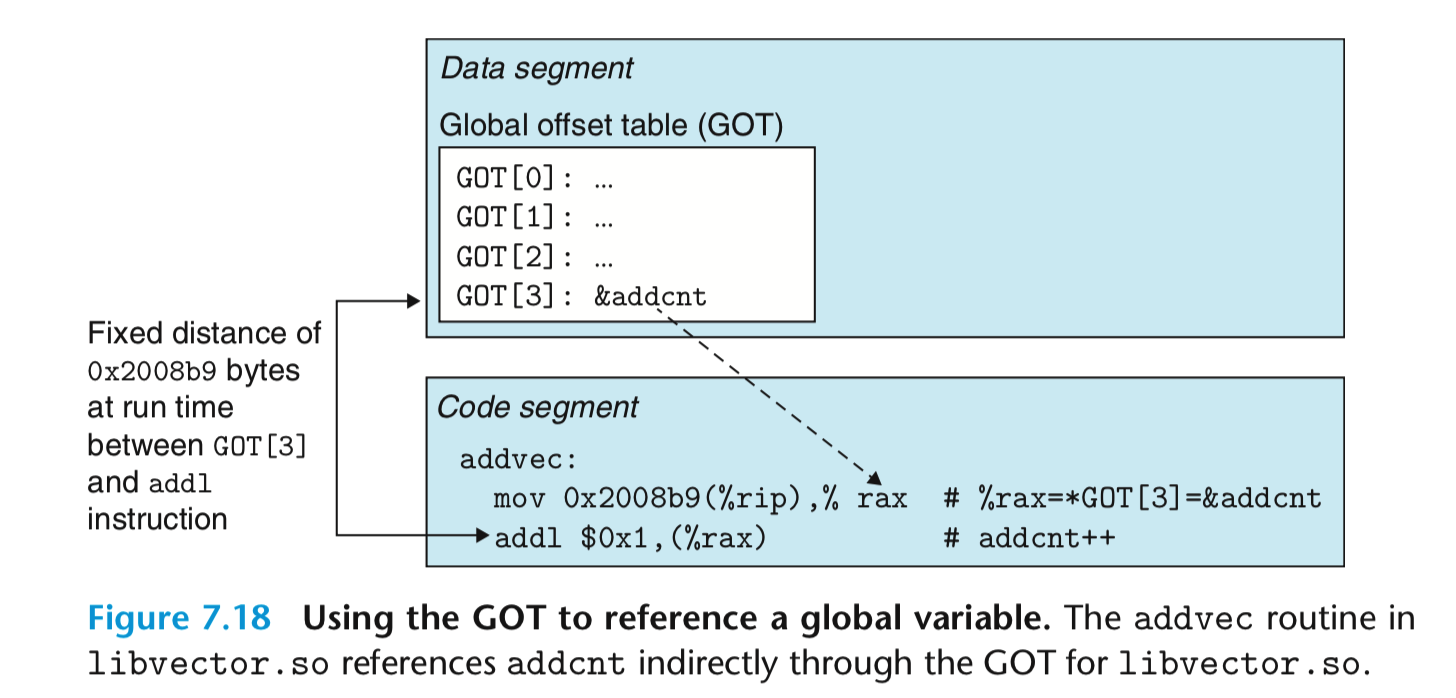 Data segment
Global offset table (GOT)
GOT[0]: ...
GOT[1]: ...
GOT[2]: ...
GOT[3]: &addcnt
Fixed distance of
0x2008b9 bytes
at run time
between GOT[3]
and addl
instruction
Code segment
addvec:
mov 0x2008b9(%rip),% rax # %rax=*GOT[3]=&addcnt
addl $0x1,(%rax) # addcnt++
Figure 7.18 Using the GOT to reference a global variable. The addvec routine in
libvector.so references addcnt indirectly through the GOT for libvector.so.